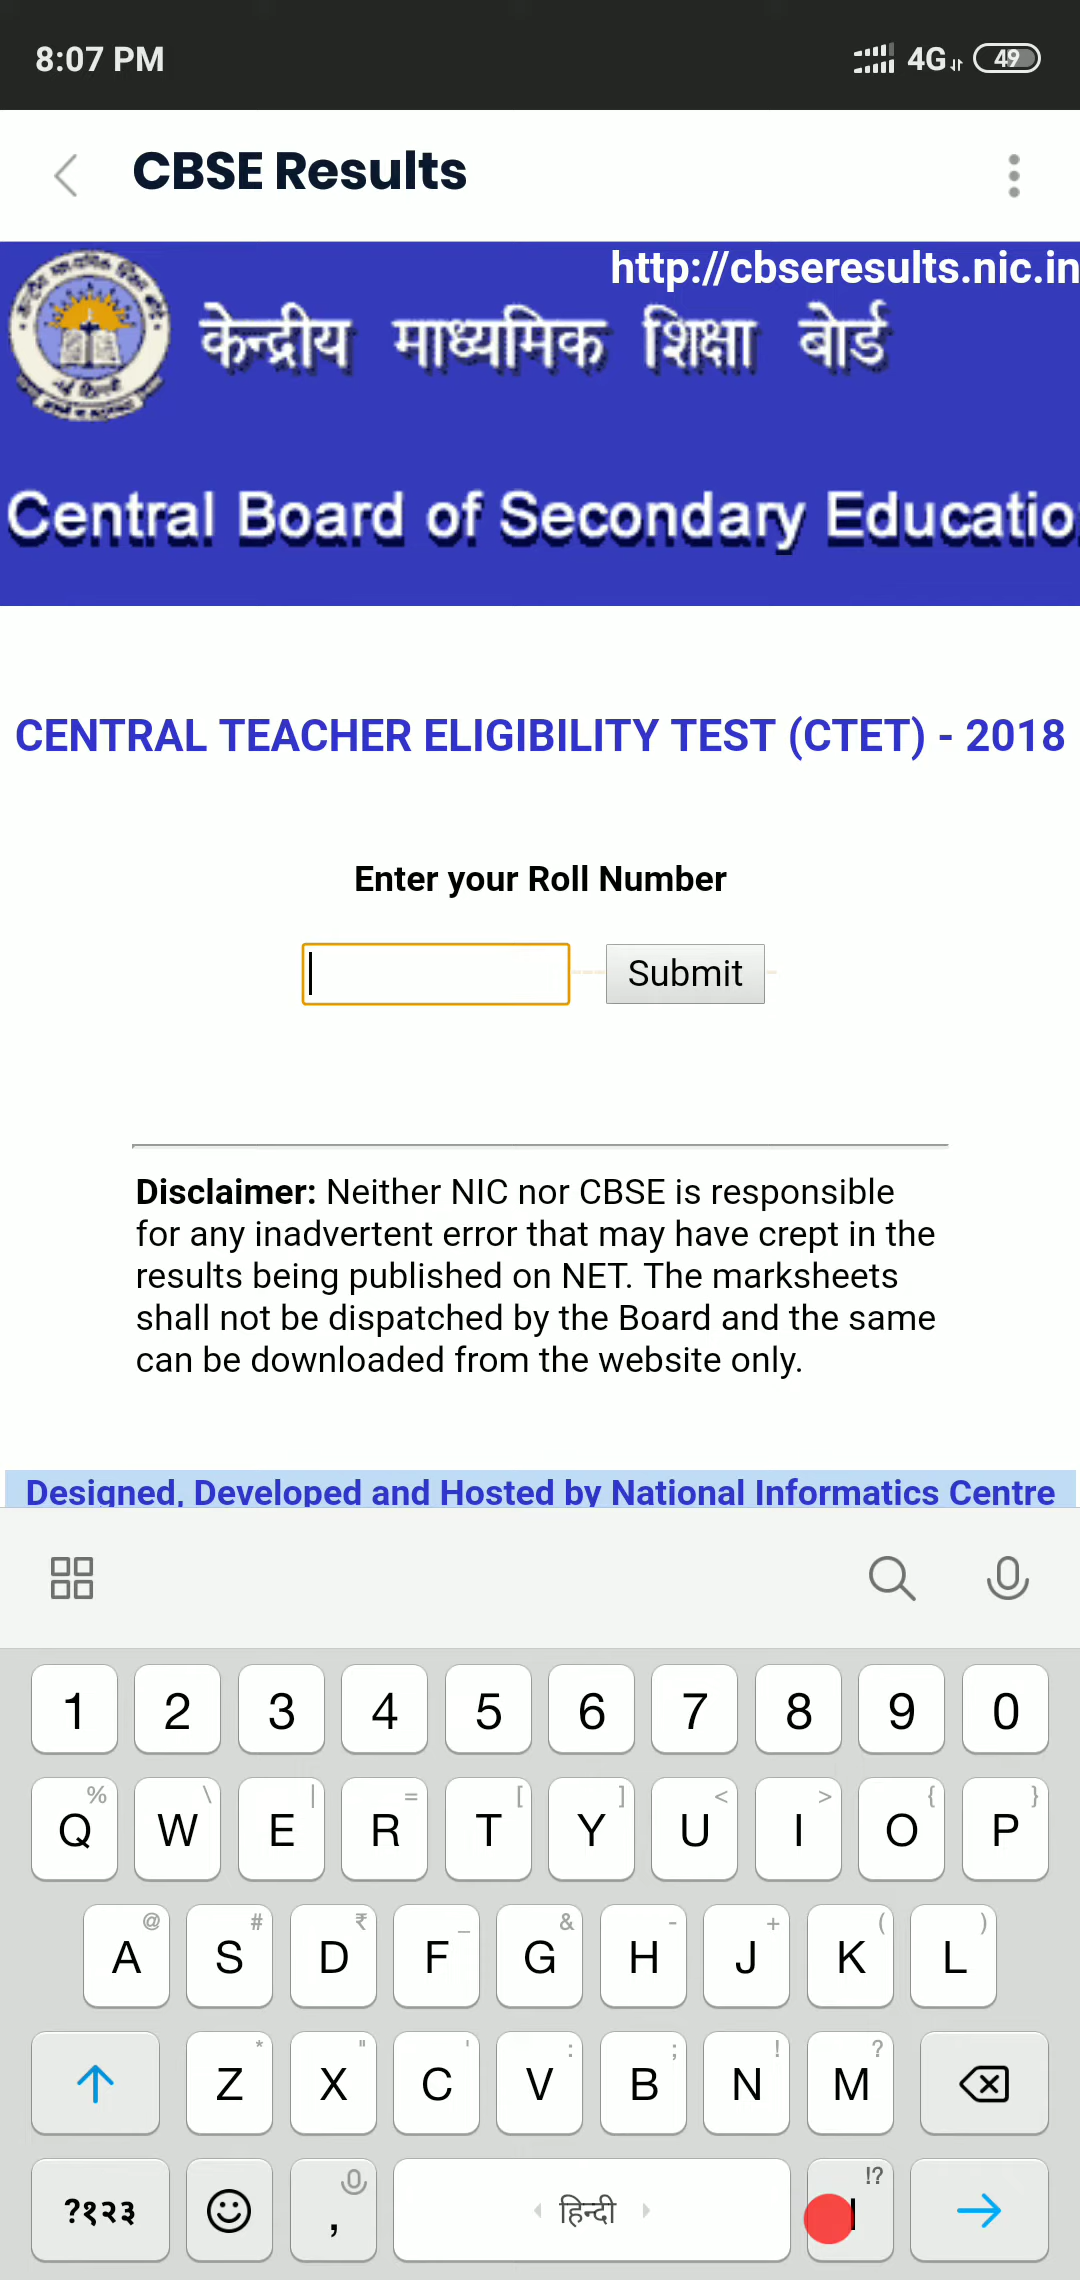 8:07 PM
4G 49
CBSE Results
http://cbseresults.nic.in
केन्द्रीय माध्यमिक शिक्षा बोर्ड
Central Board of Secondary Educatio
CENTRAL TEACHER ELIGIBILITY TEST (CTET) - 2018
Enter your Roll Number
Submit
Disclaimer: Neither NIC nor CBSE is responsible
for any inadvertent error that may have crept in the
results being published on NET. The marksheets
shall not be dispatched by the Board and the same
can be downloaded from the website only.
Designed, Developed and Hosted by National Informatics Centre
1 2 3 4 5 6 7 8 9 0
% \ | = [ ] < > { }
Q W E R T Y U I O P
@ # ₹ _ & - + ( )
A S D F G H J K L
* " ' : ; ! ?
Z X C V B N M
!?
?१२३ , हिन्दी ।